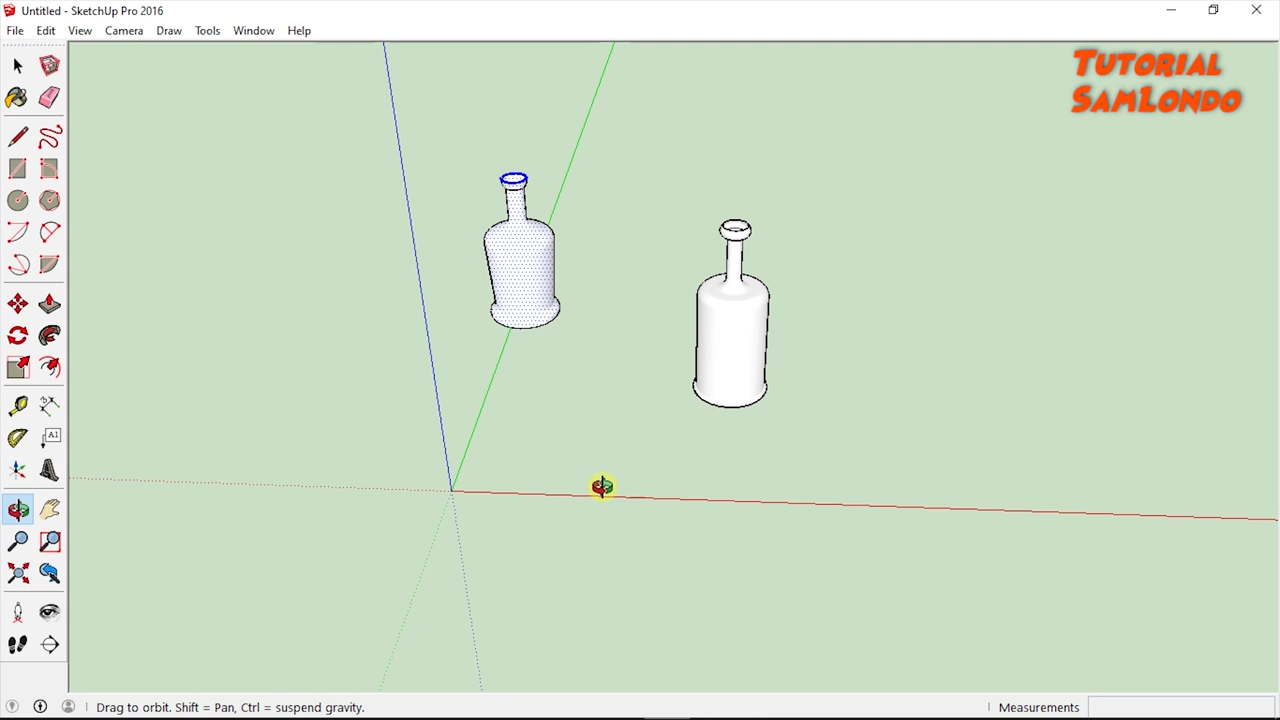 Untitled - SketchUp Pro 2016
File Edit View Camera Draw Tools Window Help
TUTORIAL
SAMLONDO
A1
Drag to orbit. Shift = Pan, Ctrl = suspend gravity.
Measurements